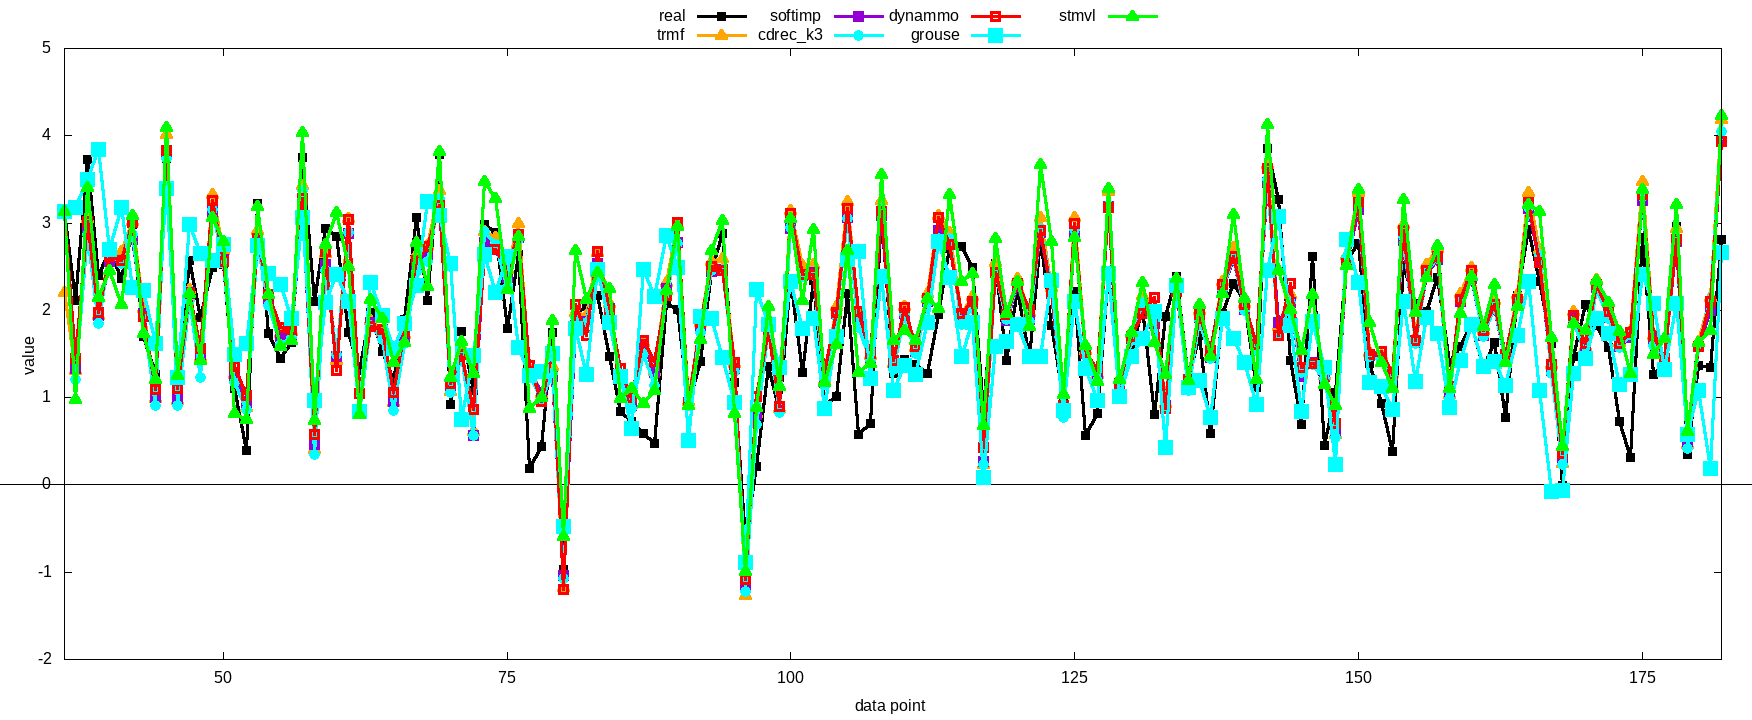 real softimp dynammo stmvl
trmf cdrec_k3 grouse
5
4
3
2
1
0
-1
-2
value
50 75 100 125 150 175
data point